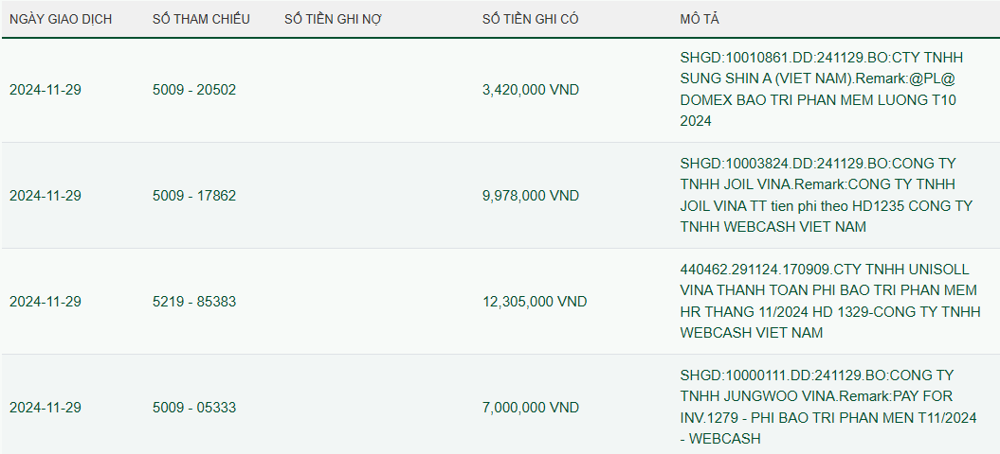 NGÀY GIAO DỊCH SỐ THAM CHIẾU SỐ TIỀN GHI NỢ SỐ TIỀN GHI CÓ MÔ TẢ
2024-11-29 5009 - 20502 3,420,000 VND
SHGD:10010861.DD:241129.BO:CTY TNHH
SUNG SHIN A (VIET NAM).Remark:@PL@
DOMEX BAO TRI PHAN MEM LUONG T10
2024
2024-11-29 5009 - 17862 9,978,000 VND
SHGD:10003824.DD:241129.BO:CONG TY
TNHH JOIL VINA.Remark:CONG TY TNHH
JOIL VINA TT tien phi theo HD1235 CONG TY
TNHH WEBCASH VIET NAM
2024-11-29 5219 - 85383 12,305,000 VND
440462.291124.170909.CTY TNHH UNISOLL
VINA THANH TOAN PHI BAO TRI PHAN MEM
HR THANG 11/2024 HD 1329-CONG TY TNHH
WEBCASH VIET NAM
2024-11-29 5009 - 05333 7,000,000 VND
SHGD:10000111.DD:241129.BO:CONG TY
TNHH JUNGWOO VINA.Remark:PAY FOR
INV.1279 - PHI BAO TRI PHAN MEN T11/2024
- WEBCASH